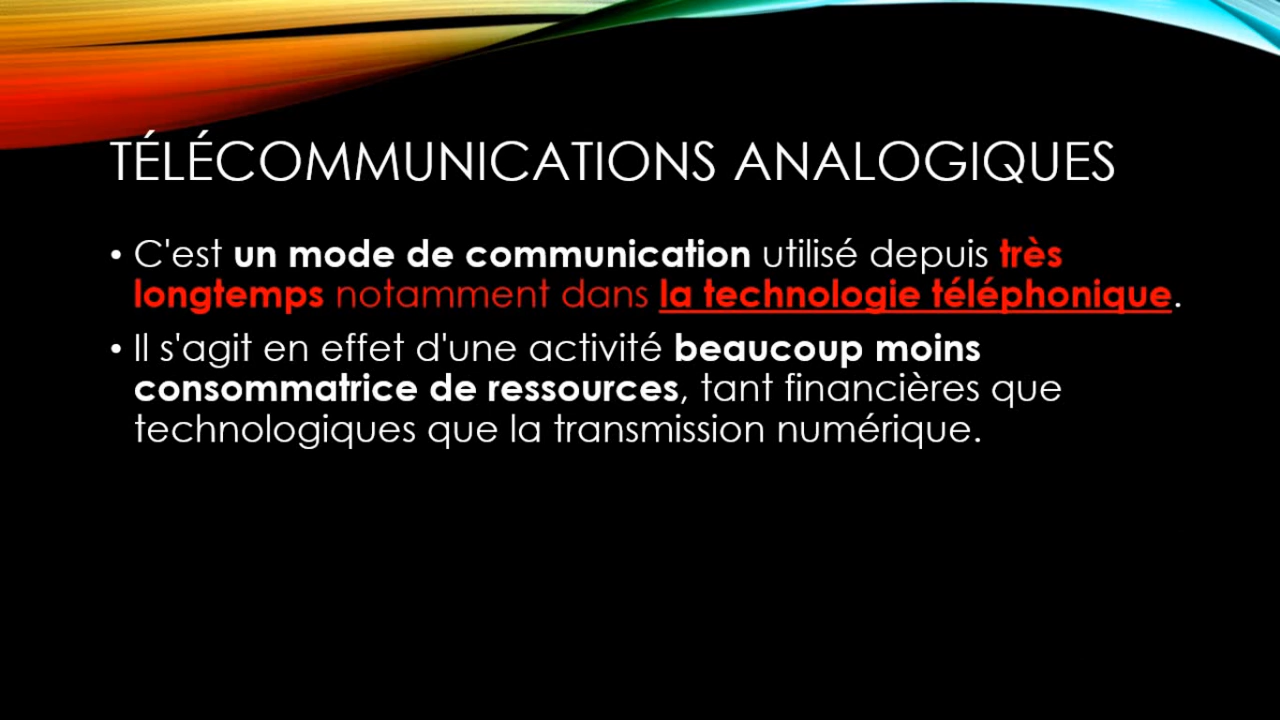 TÉLÉCOMMUNICATIONS ANALOGIQUES
• C'est un mode de communication utilisé depuis très
longtemps notamment dans la technologie téléphonique.
• Il s'agit en effet d'une activité beaucoup moins
consommatrice de ressources, tant financières que
technologiques que la transmission numérique.